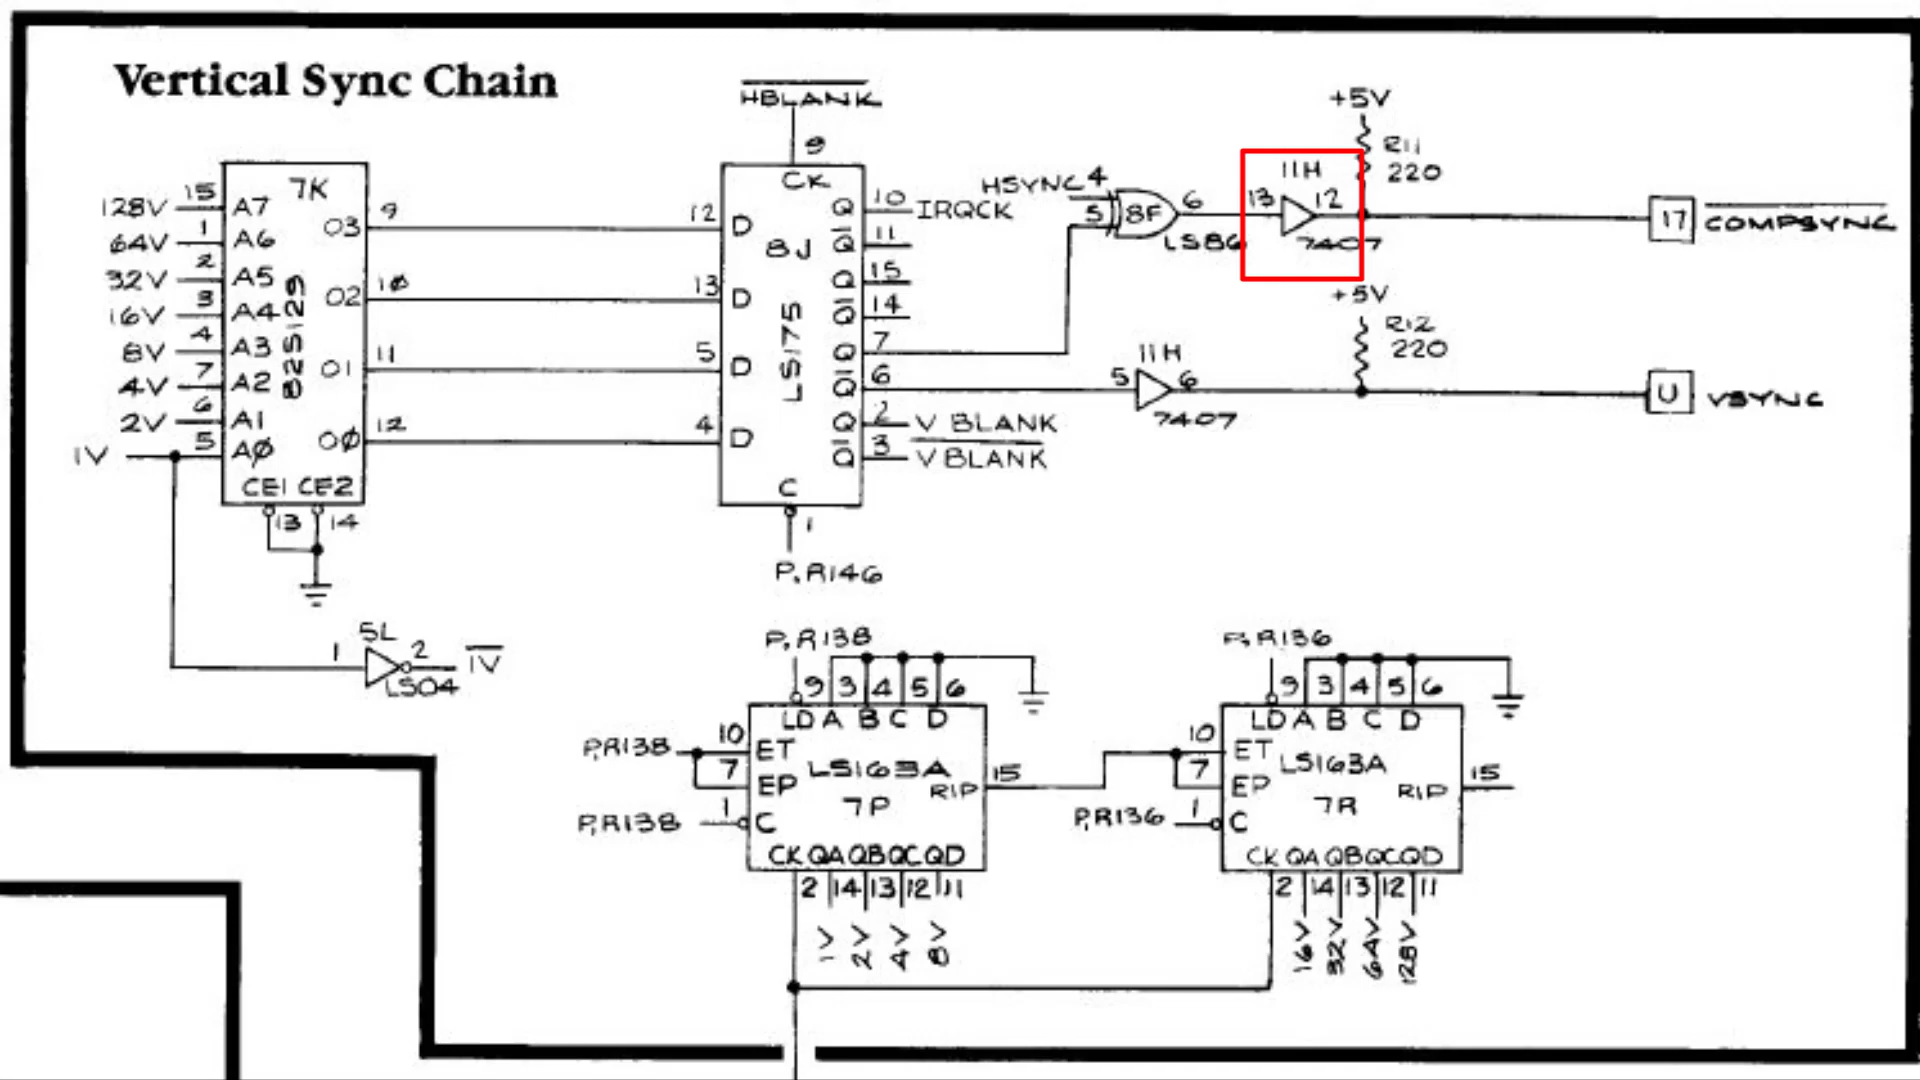 Vertical Sync Chain
HBLANK
9
CK
128V 15 A7
64V 1 A6
32V 2 A5
16V 3 A4
8V 4 A3
4V 7 A2
2V 6 A1
1V 5 AØ
7K
82S129
O3 9
O2 1Ø
O1 11
OØ 12
CE1 CE2
13 14
12 D
13 D
5 D
4 D
8J
LS175
Q 10 IRQCK
Q 11
Q 15
Q 14
Q 7
Q 6
Q 2 V BLANK
Q 3 V BLANK
C
1
P,R146
HSYNC 4
5 8F 6
LS86
11H
13 12
7407
+5V
R11
220
17 COMPSYNC
+5V
R12
220
11H
5 6
7407
U VSYNC
5L
1 2 1V
LS04
P,R138
9 3 4 5 6
LD A B C D
P,R138 10 ET
7 EP
P,R138 1 C
LS163A
7P
RIP 15
CK QA QB QC QD
2 14 13 12 11
1V 2V 4V 8V
P,R136
9 3 4 5 6
LD A B C D
10 ET
7 EP
P,R136 1 C
LS163A
7R
RIP 15
CK QA QB QC QD
2 14 13 12 11
16V 32V 64V 128V